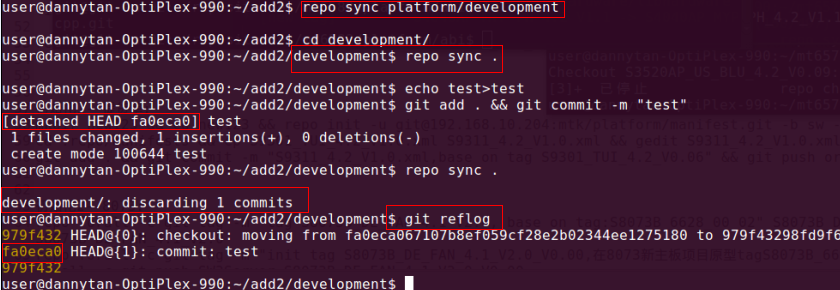 user@dannytan-OptiPlex-990:~/add2$ repo sync platform/development
user@dannytan-OptiPlex-990:~/add2$ cd development/
user@dannytan-OptiPlex-990:~/add2/development$ repo sync .
user@dannytan-OptiPlex-990:~/add2/development$ echo test>test
user@dannytan-OptiPlex-990:~/add2/development$ git add . && git commit -m "test"
[detached HEAD fa0eca0] test
1 files changed, 1 insertions(+), 0 deletions(-)
create mode 100644 test
user@dannytan-OptiPlex-990:~/add2/development$ repo sync .
development/: discarding 1 commits
user@dannytan-OptiPlex-990:~/add2/development$ git reflog
979f432 HEAD@{0}: checkout: moving from fa0eca067107b8ef059cf28e2b02344ee1275180 to 979f43298fd9f6
fa0eca0 HEAD@{1}: commit: test
979f432
user@dannytan-OptiPlex-990:~/add2/development$